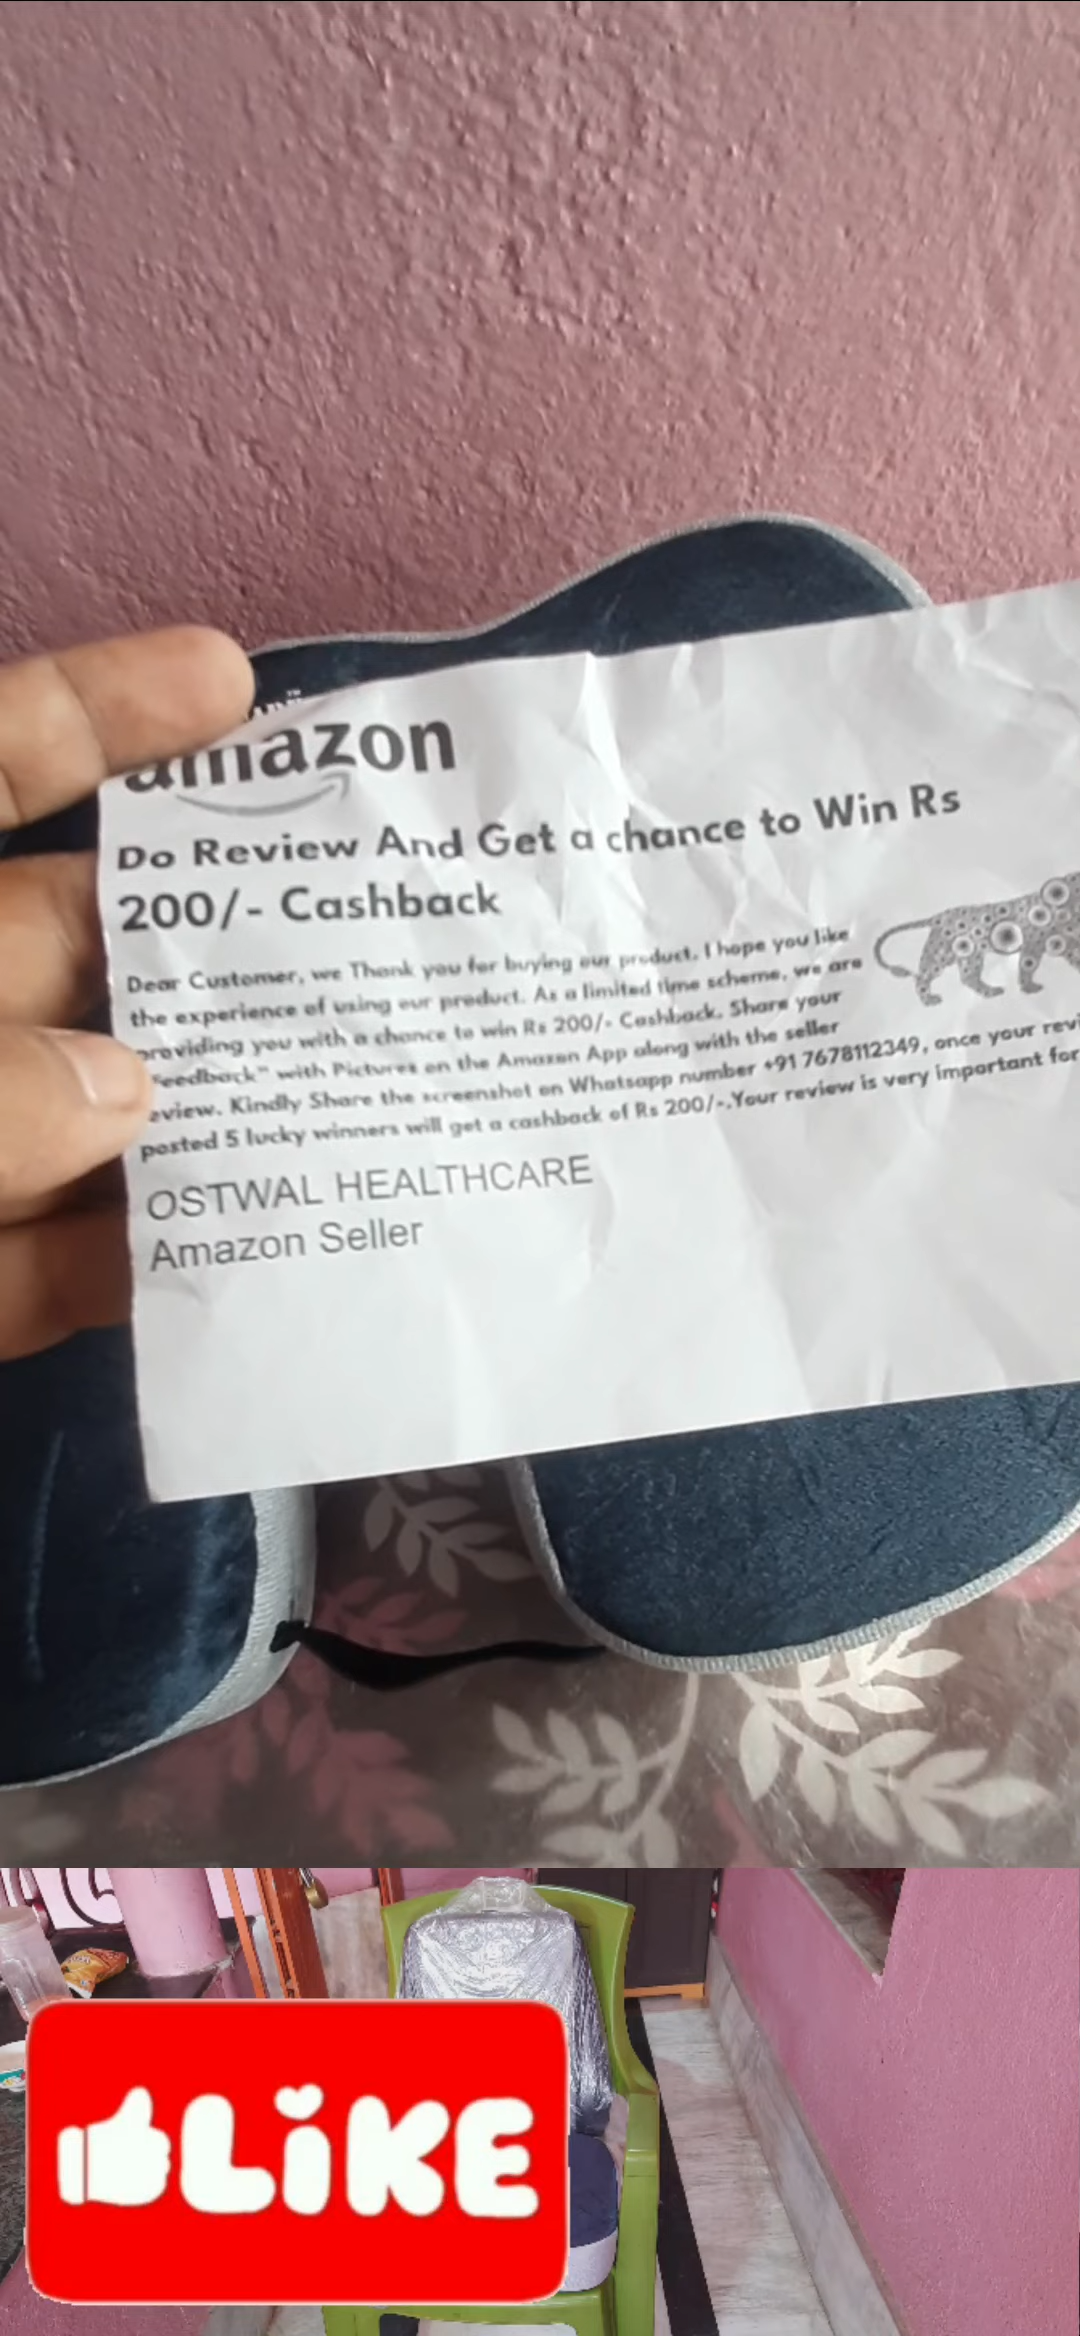 amazon
Do Review And Get a chance to Win Rs
200/- Cashback
Dear Customer, we Thank you for buying our product. I hope you like
the experience of using our product. As a limited time scheme, we are
providing you with a chance to win Rs 200/- Cashback. Share your
Feedback" with Pictures on the Amazon App along with the seller
eview. Kindly Share the screenshot on Whatsapp number +91 7678112349, once your revi
posted 5 lucky winners will get a cashback of Rs 200/-.Your review is very important for
OSTWAL HEALTHCARE
Amazon Seller
LiKE